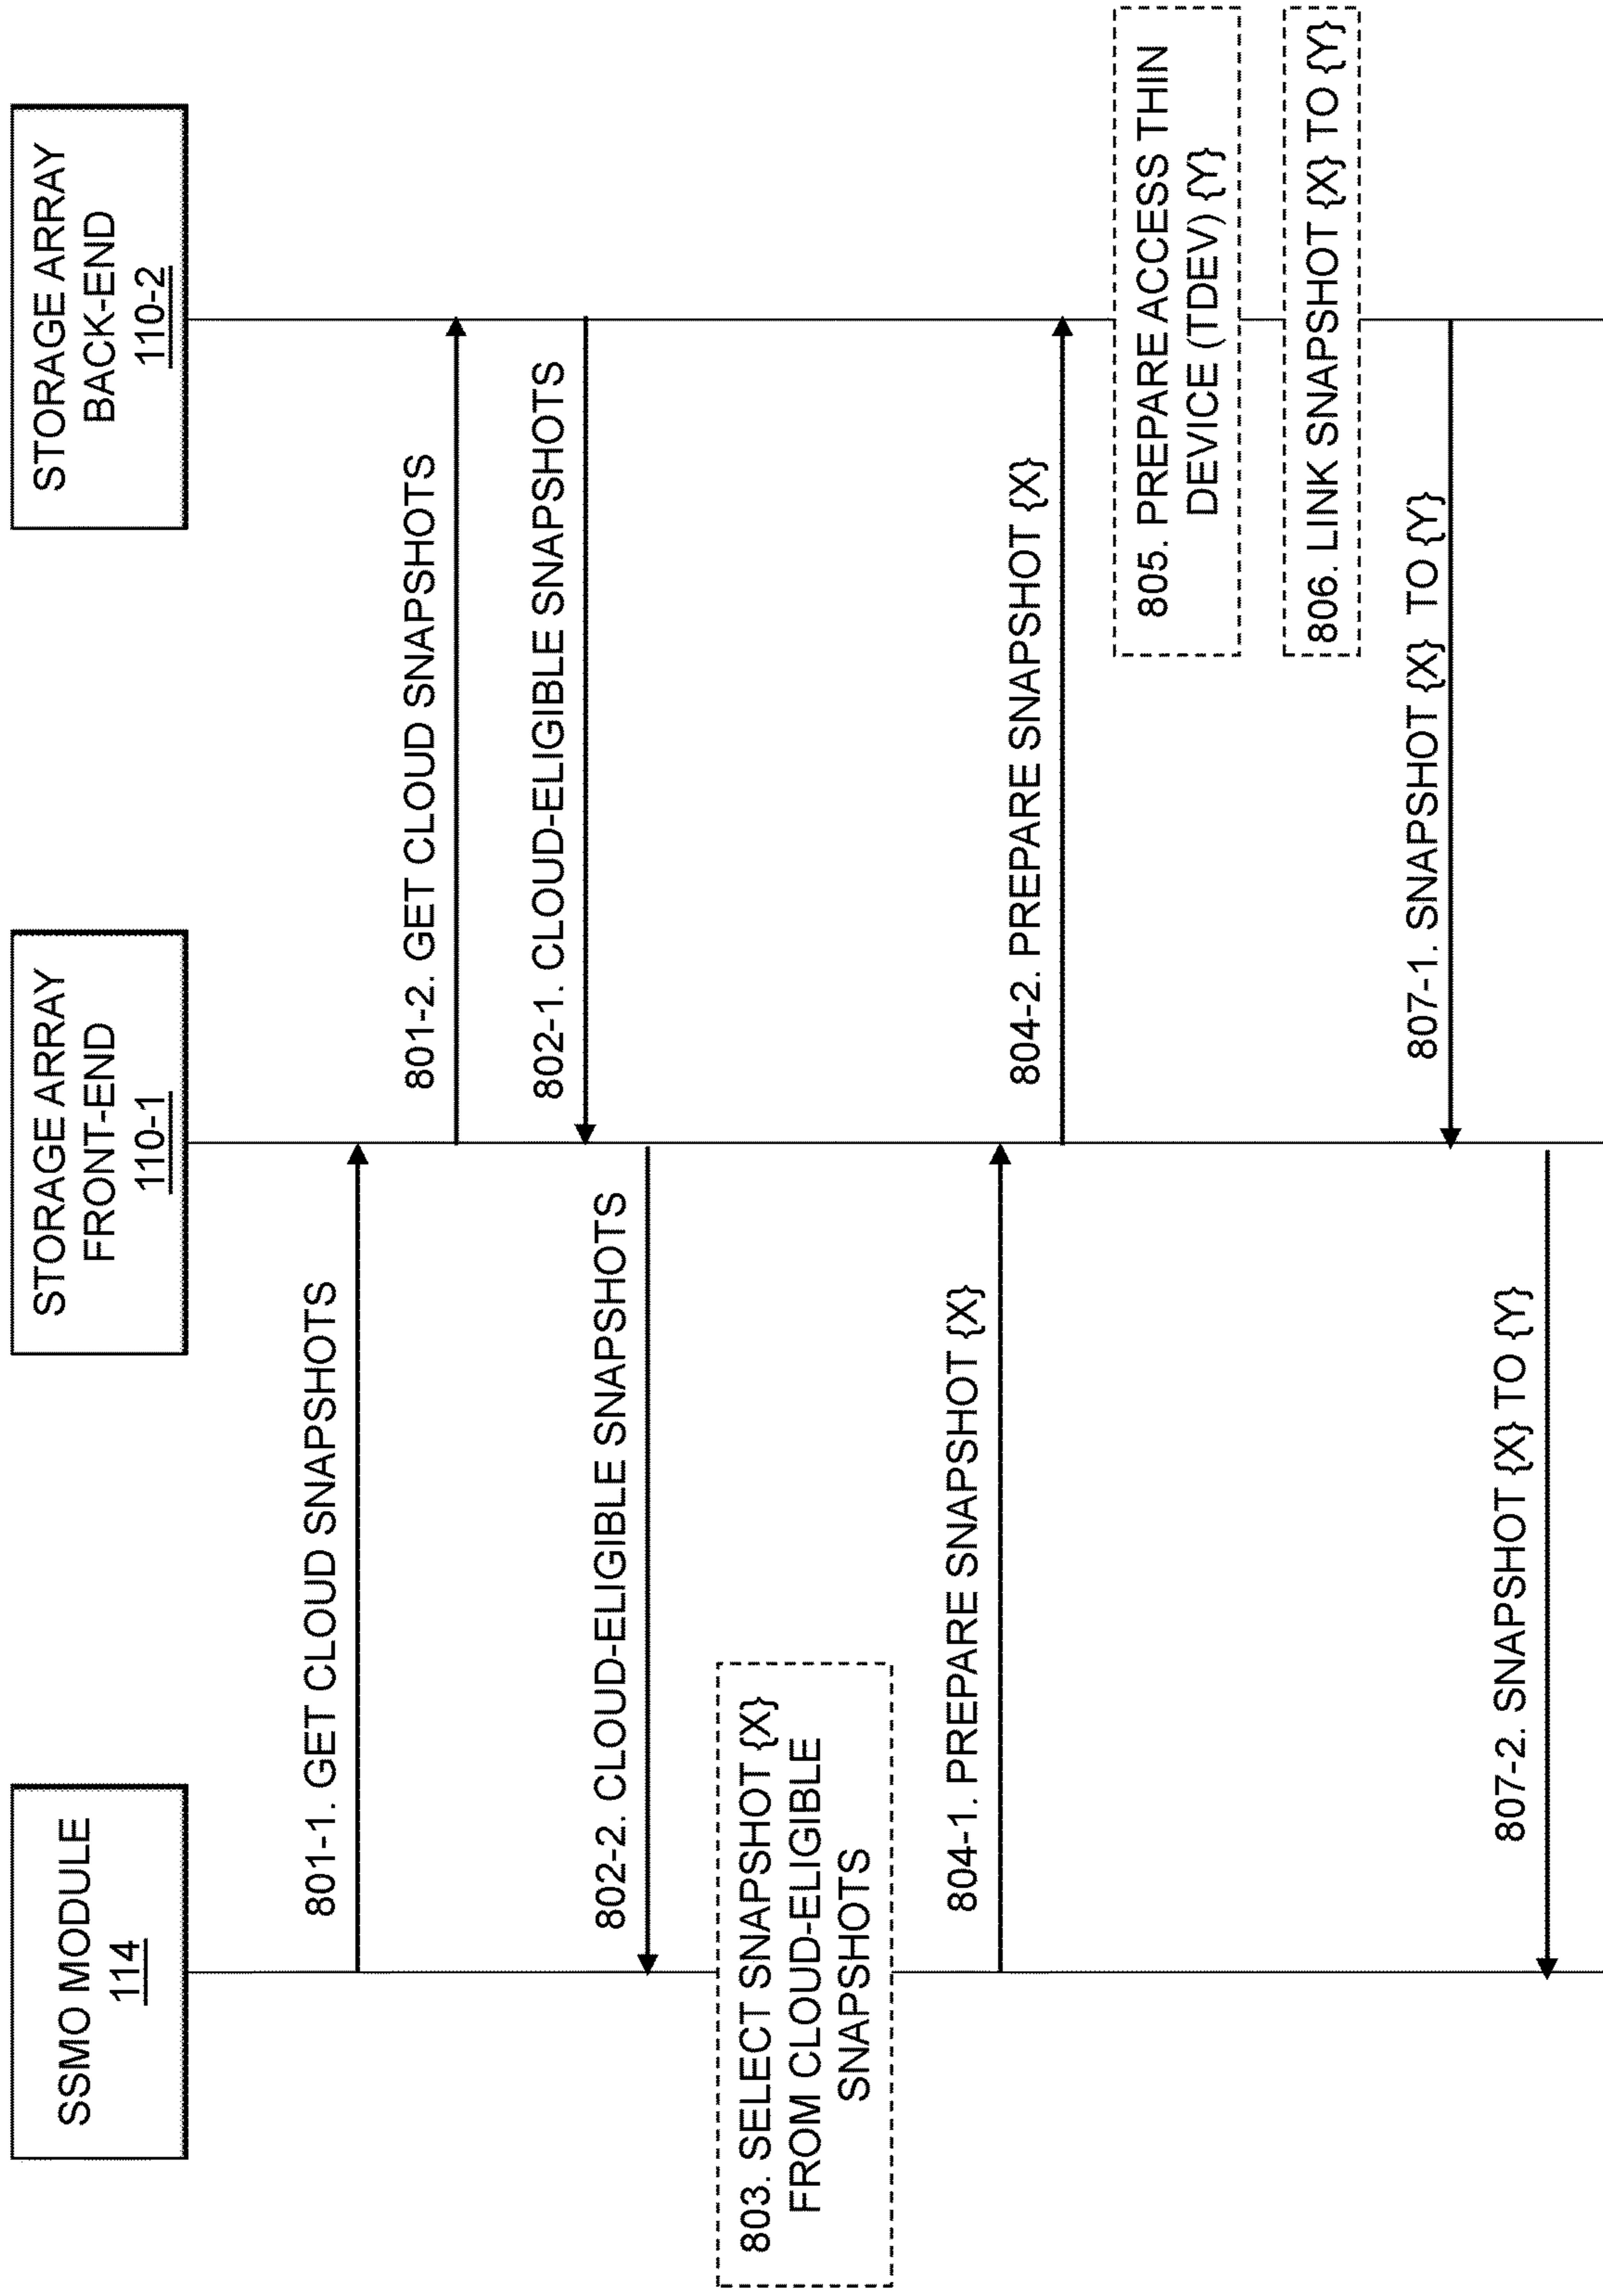 SSMO MODULE
114
STORAGE ARRAY
FRONT-END
110-1
STORAGE ARRAY
BACK-END
110-2
801-1. GET CLOUD SNAPSHOTS
801-2. GET CLOUD SNAPSHOTS
802-1. CLOUD-ELIGIBLE SNAPSHOTS
802-2. CLOUD-ELIGIBLE SNAPSHOTS
803. SELECT SNAPSHOT {X}
FROM CLOUD-ELIGIBLE
SNAPSHOTS
804-1. PREPARE SNAPSHOT {X}
804-2. PREPARE SNAPSHOT {X}
805. PREPARE ACCESS THIN
DEVICE (TDEV) {Y}
806. LINK SNAPSHOT {X} TO {Y}
807-1. SNAPSHOT {X} TO {Y}
807-2. SNAPSHOT {X} TO {Y}